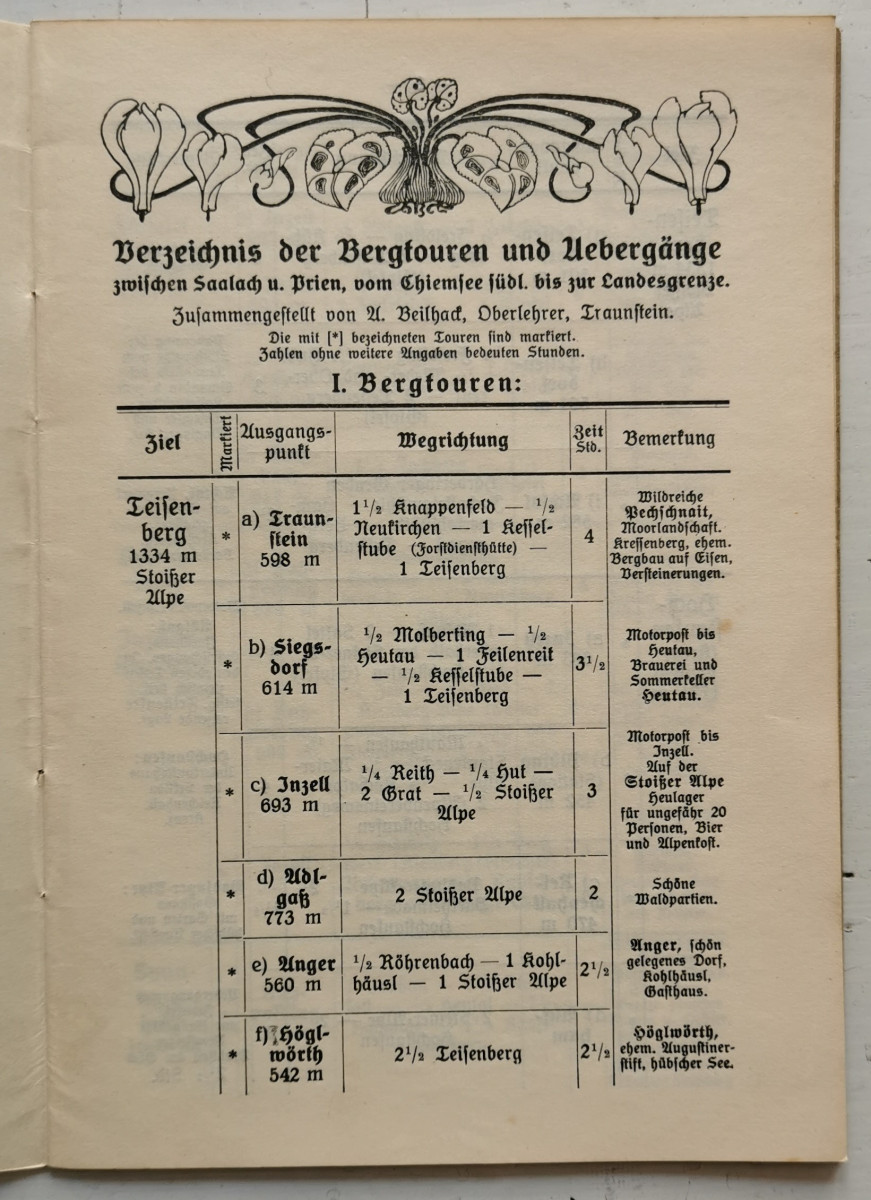 Verzeichnis der Bergtouren und Uebergänge
zwischen Saalach u. Prien, vom Chiemsee südl. bis zur Landesgrenze.
Zusammengestellt von A. Beilhack, Oberlehrer, Traunstein.
Die mit [*] bezeichneten Touren sind markiert.
Zahlen ohne weitere Angaben bedeuten Stunden.
I. Bergtouren:
Ziel
Markiert
Ausgangs-
punkt
Wegrichtung
Zeit
Std.
Bemerkung
Teisen-
berg
1334 m
Stoißer
Alpe
*
a) Traun-
stein
598 m
1½ Knappenfeld — ½
Neukirchen — 1 Kessel-
stube (Forstdiensthütte) —
1 Teisenberg
4
Wildreiche
Pechschnait,
Moorlandschaft.
Kressenberg, ehem.
Bergbau auf Eisen,
Versteinerungen.
*
b) Siegs-
dorf
614 m
½ Molberting — ½
Heutau — 1 Feilenreit
— ½ Kesselstube —
1 Teisenberg
3½
Motorpost bis
Heutau,
Brauerei und
Sommerkeller
Heutau.
*
c) Inzell
693 m
¼ Reith — ¼ Hut —
2 Grat — ½ Stoißer
Alpe
3
Motorpost bis
Inzell.
Auf der
Stoißer Alpe
Heulager
für ungefähr 20
Personen, Bier
und Alpenkost.
*
d) Adl-
gaß
773 m
2 Stoißer Alpe
2
Schöne
Waldpartien.
*
e) Anger
560 m
½ Röhrenbach — 1 Kohl-
häusl — 1 Stoißer Alpe
2½
Anger, schön
gelegenes Dorf,
Kohlhäusl,
Gasthaus.
*
f) Högl-
wörth
542 m
2½ Teisenberg
2½
Höglwörth,
ehem. Augustiner-
stift, hübscher See.